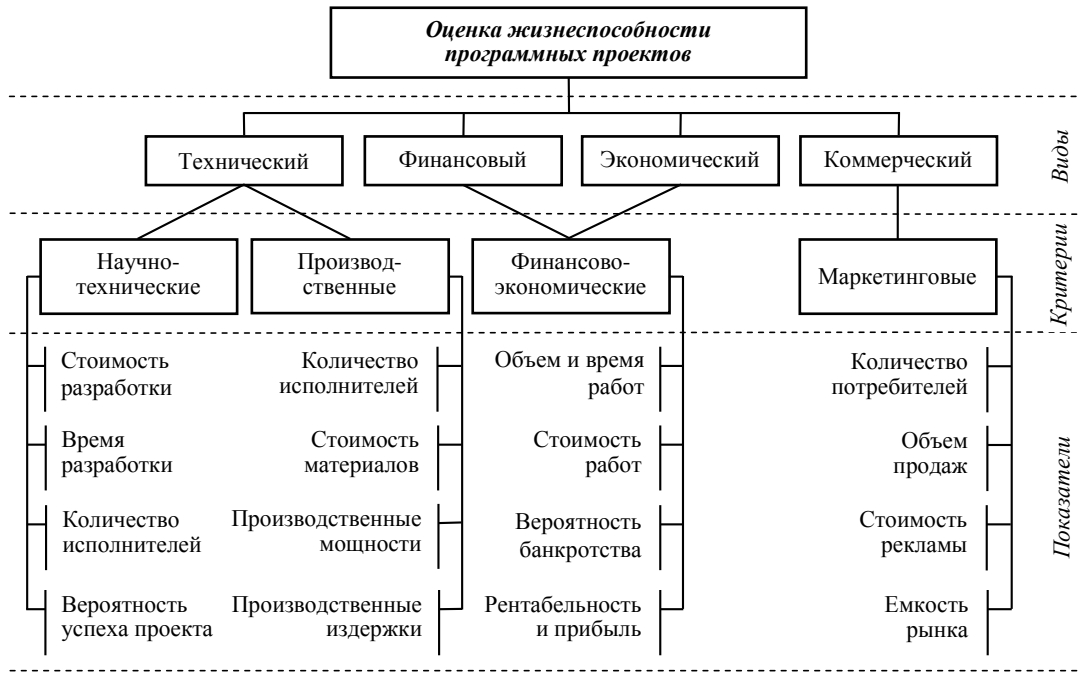 Оценка жизнеспособности
программных проектов
Технический
Финансовый
Экономический
Коммерческий
Виды
Научно-
технические
Производ-
ственные
Финансово-
экономические
Маркетинговые
Критерии
Стоимость
разработки
Время
разработки
Количество
исполнителей
Вероятность
успеха проекта
Количество
исполнителей
Стоимость
материалов
Производственные
мощности
Производственные
издержки
Объем и время
работ
Стоимость
работ
Вероятность
банкротства
Рентабельность
и прибыль
Количество
потребителей
Объем
продаж
Стоимость
рекламы
Емкость
рынка
Показатели